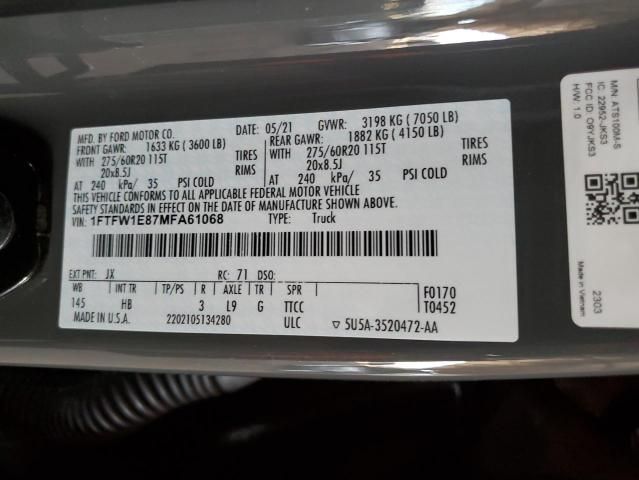 MFD. BY FORD MOTOR CO.
DATE: 05/21 GVWR: 3198 KG ( 7050 LB)
FRONT GAWR: 1633 KG ( 3600 LB)
REAR GAWR: 1882 KG ( 4150 LB)
WITH 275/60R20 115T TIRES
20x8.5J RIMS
WITH 275/60R20 115T TIRES
20x8.5J RIMS
AT 240 kPa/ 35 PSI COLD
AT 240 kPa/ 35 PSI COLD
THIS VEHICLE CONFORMS TO ALL APPLICABLE FEDERAL MOTOR VEHICLE
SAFETY STANDARDS IN EFFECT ON THE DATE OF MANUFACTURE SHOWN ABOVE.
VIN: 1FTFW1E87MFA61068 TYPE: Truck
EXT PNT: JX RC: 71 DSO:
WB INT TR TP/PS R AXLE TR SPR
145 HB 3 L9 G TTCC
F0170
T0452
MADE IN U.S.A. 2202105134280 ULC ▽ 5U5A-3520472-AA
M/N: ATS100M-S
IC: 22952-JKS3
FCC ID: O9YJKS3
H/W: 1.0
2303
Made in Vietnam